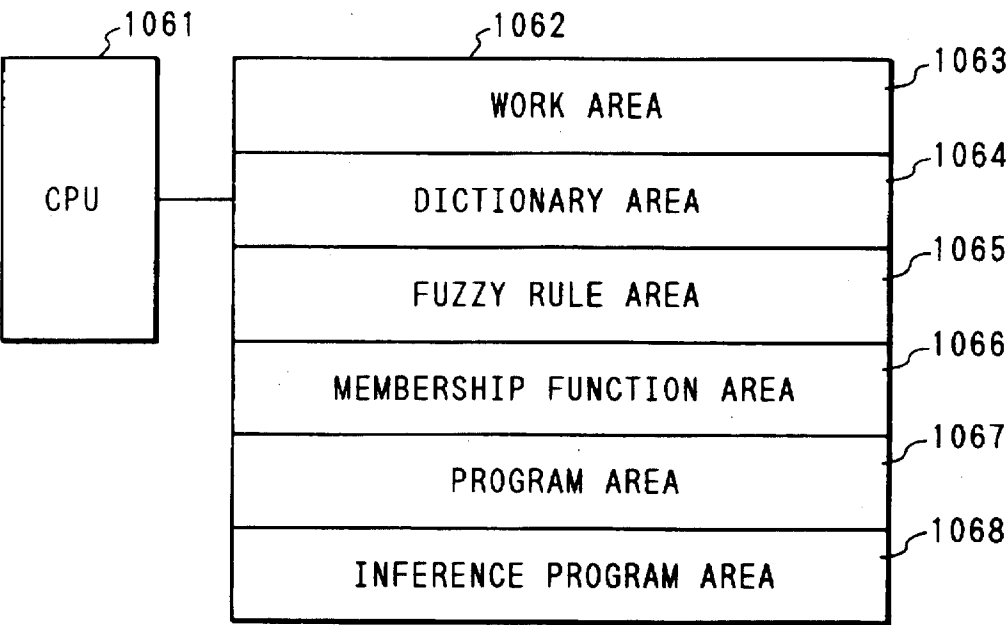 1061
1062
1063
WORK AREA
1064
CPU
DICTIONARY AREA
1065
FUZZY RULE AREA
1066
MEMBERSHIP FUNCTION AREA
1067
PROGRAM AREA
1068
INFERENCE PROGRAM AREA